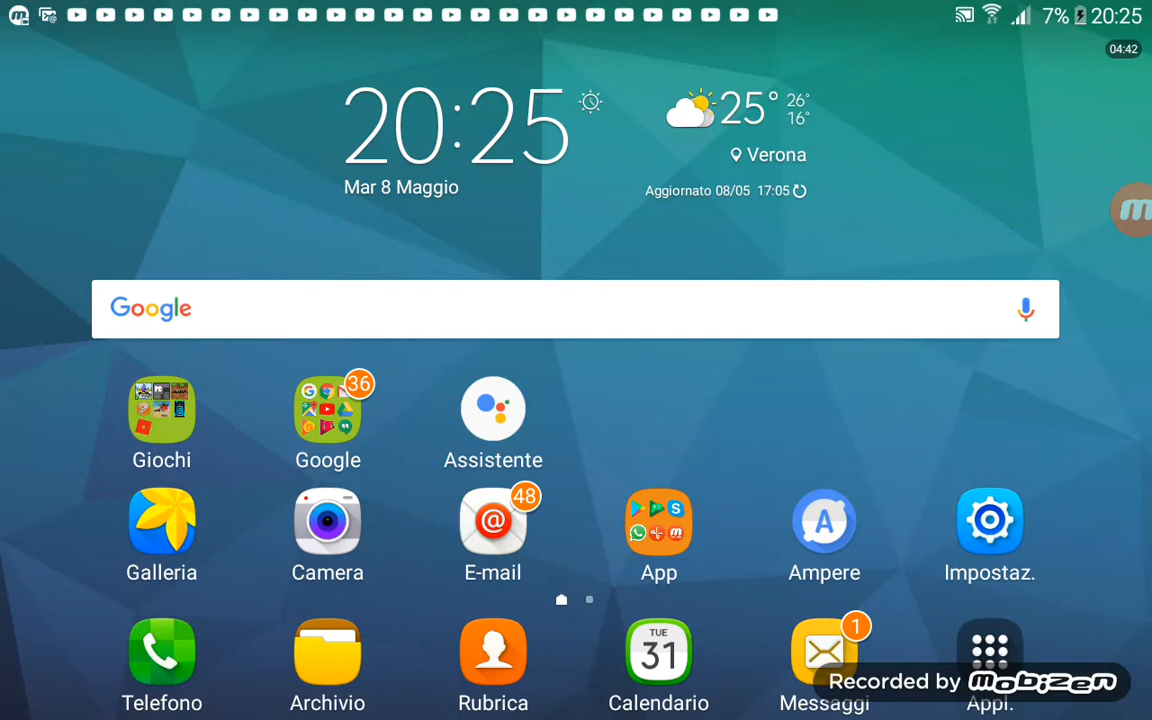 7% 20:25
04:42
20:25
25° 26°
16°
Verona
Mar 8 Maggio
Aggiornato 08/05 17:05
Google
36
Giochi
Google
Assistente
@
48
A
Galleria
Camera
E-mail
App
Ampere
Impostaz.
TUE
31
1
Recorded by mobizen
Telefono
Archivio
Rubrica
Calendario
Messaggi
Appl.